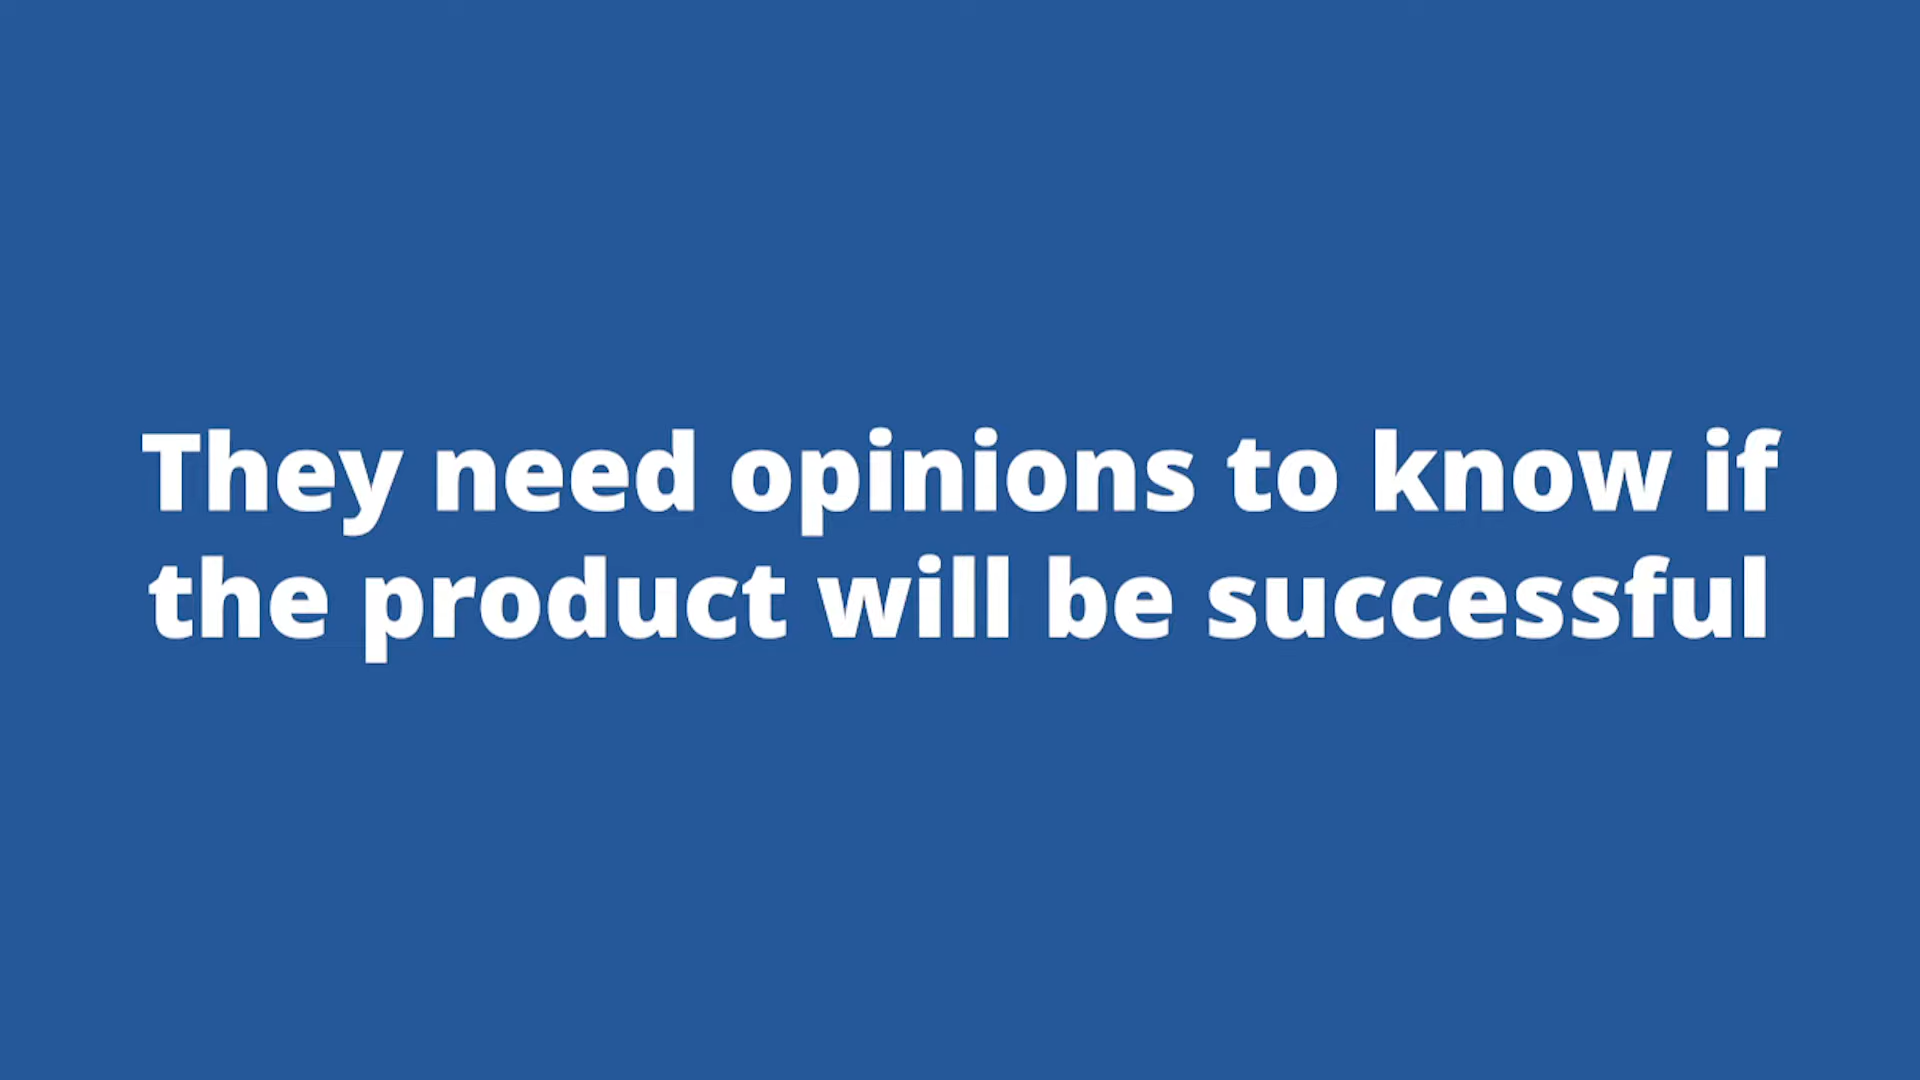 They need opinions to know if
the product will be successful